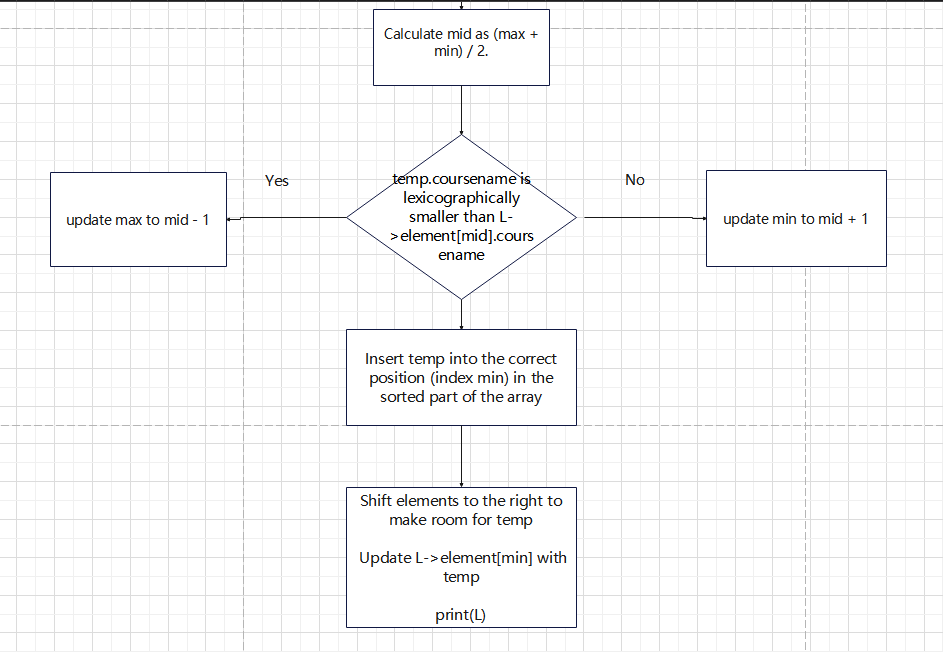 Calculate mid as (max +
min) / 2.
Yes
temp.coursename is
lexicographically
smaller than L-
>element[mid].cours
ename
No
update max to mid - 1
update min to mid + 1
Insert temp into the correct
position (index min) in the
sorted part of the array
Shift elements to the right to
make room for temp
Update L->element[min] with
temp
print(L)